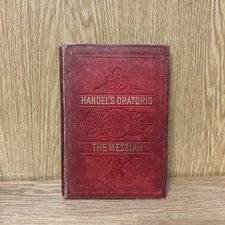 HANDEL'S ORATORIO
THE MESSIAH